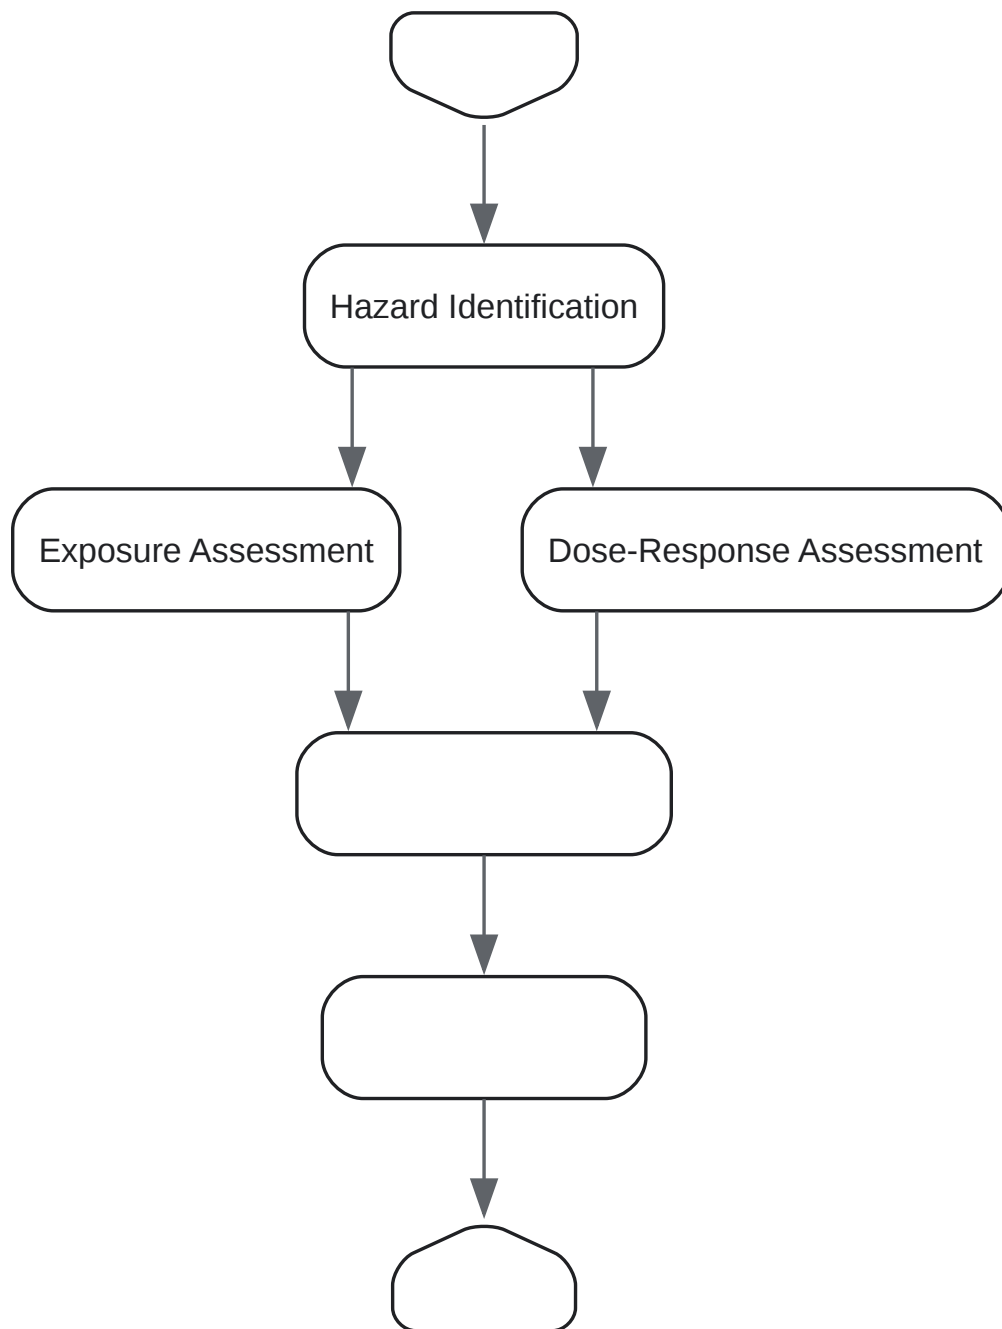 Hazard Identification
Exposure Assessment
Dose-Response Assessment